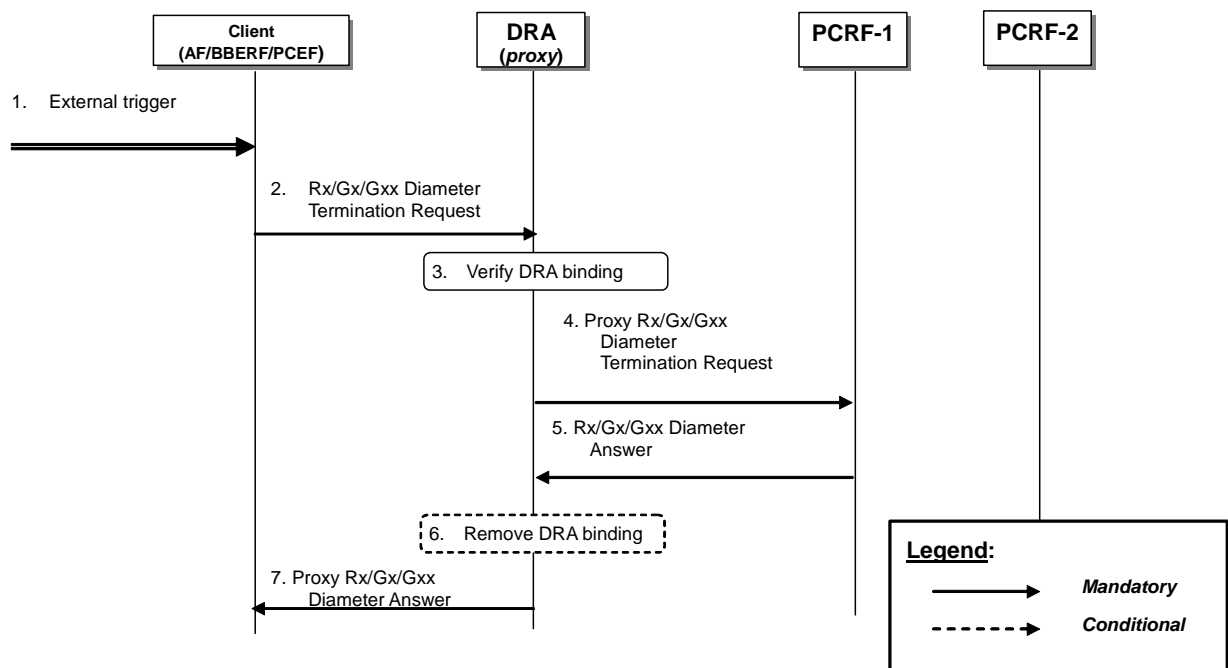 Client
(AF/BBERF/PCEF)
DRA
(proxy)
PCRF-1
PCRF-2
1. External trigger
2. Rx/Gx/Gxx Diameter
Termination Request
3. Verify DRA binding
4. Proxy Rx/Gx/Gxx
Diameter
Termination Request
5. Rx/Gx/Gxx Diameter
Answer
6. Remove DRA binding
7. Proxy Rx/Gx/Gxx
Diameter Answer
Legend:
Mandatory
Conditional